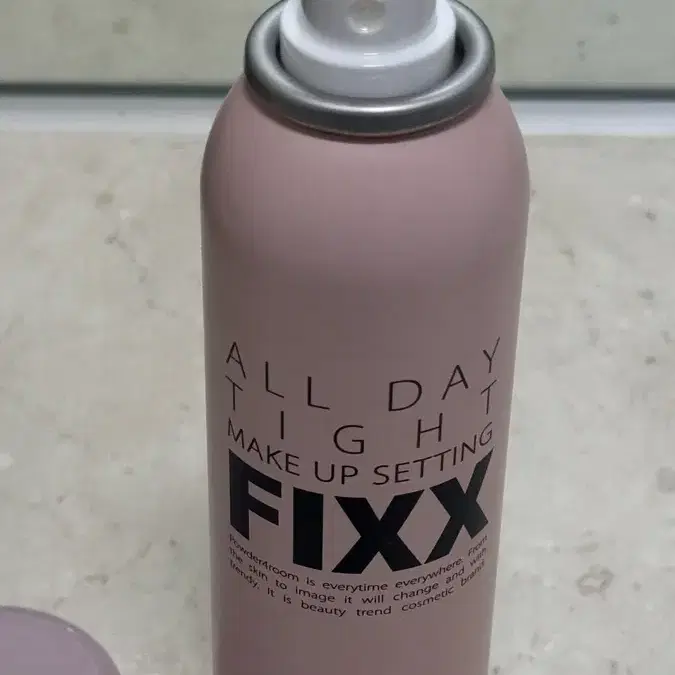 ALL DAY
TIGHT
MAKE UP SETTING
FIXX
Powder4room is everytime everywhere. From
the skin to image it will change and with
trendy. It is beauty trend cosmetic brand.